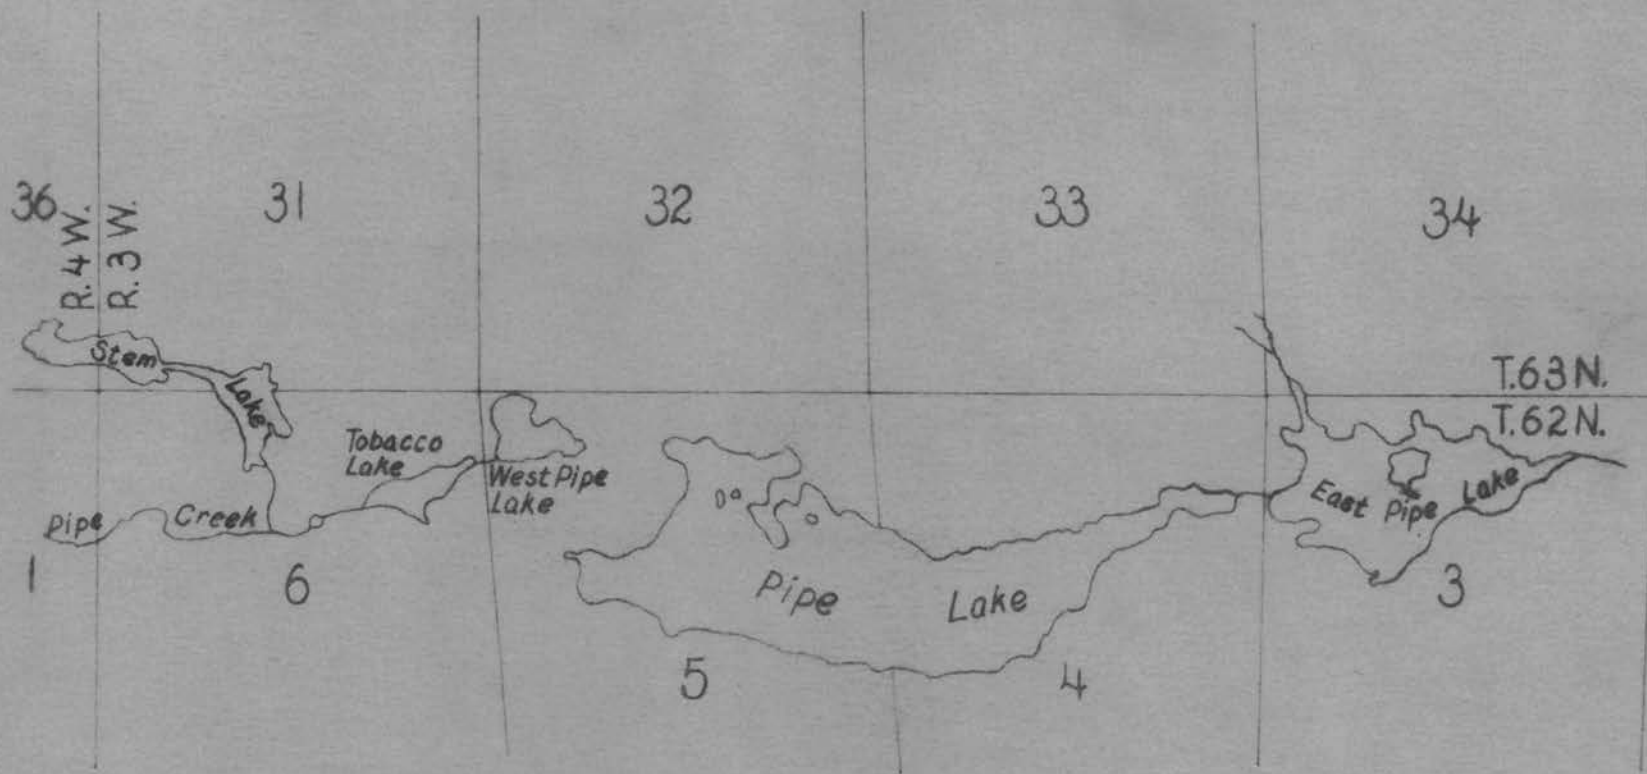 36
31
32
33
34
R. 4 W.
R. 3 W.
Stem
Lake
T.63 N.
T.62 N.
Tobacco
Lake
West Pipe
Lake
East Pipe Lake
Pipe Creek
Pipe Lake
1
6
5
4
3